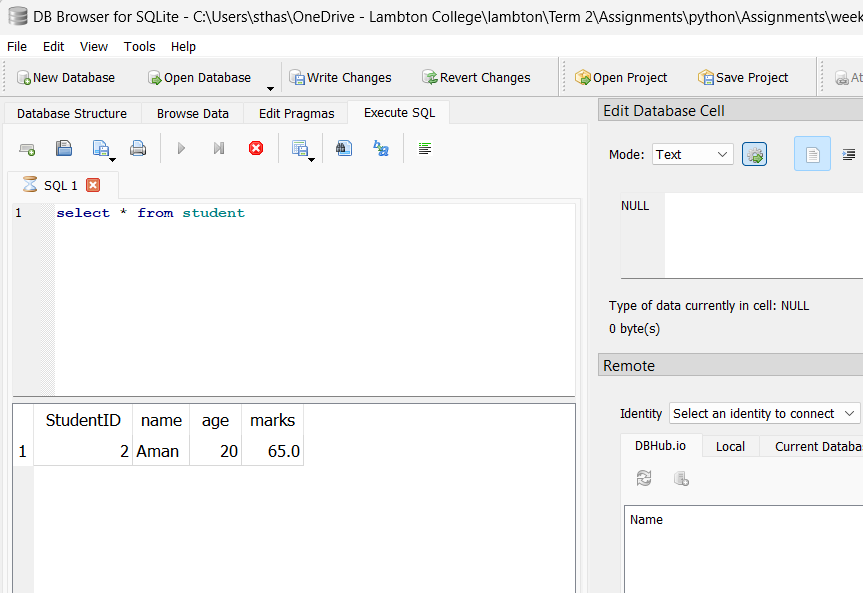 DB Browser for SQLite - C:\Users\sthas\OneDrive - Lambton College\lambton\Term 2\Assignments\python\Assignments\week
File Edit View Tools Help
New Database Open Database Write Changes Revert Changes Open Project Save Project At
Database Structure Browse Data Edit Pragmas Execute SQL
Edit Database Cell
Mode: Text
SQL 1
1 select * from student
NULL
Type of data currently in cell: NULL
0 byte(s)
Remote
Identity Select an identity to connect
DBHub.io Local Current Databa
Name
StudentID name age marks
1 2 Aman 20 65.0